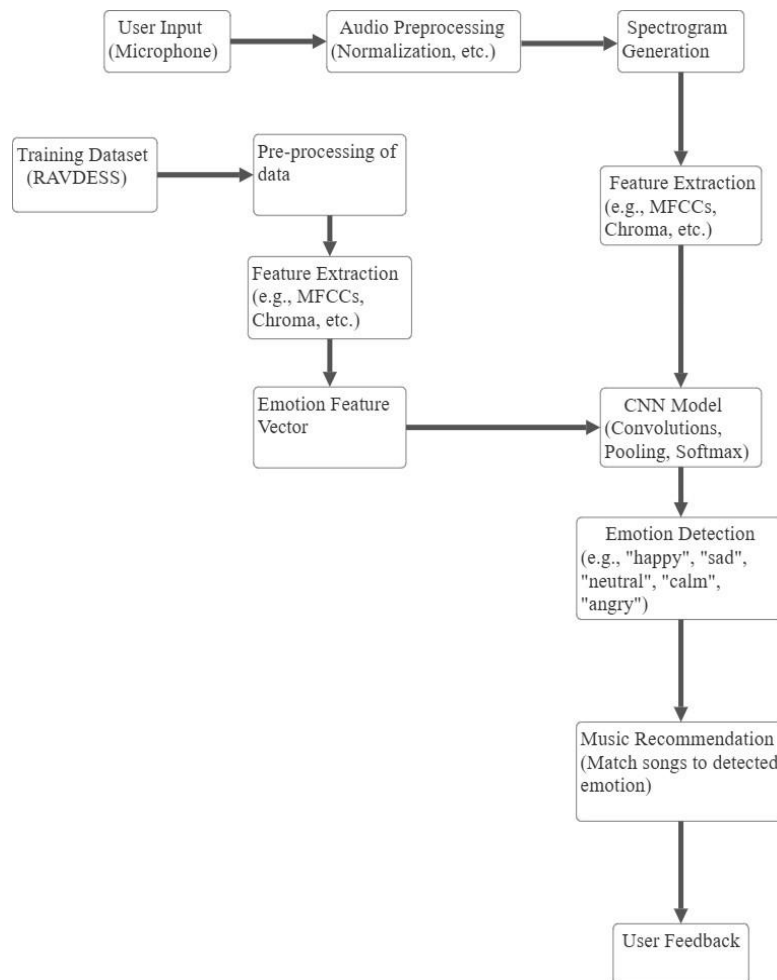 User Input
(Microphone)
Audio Preprocessing
(Normalization, etc.)
Spectrogram
Generation
Training Dataset
(RAVDESS)
Pre-processing of
data
Feature Extraction
(e.g., MFCCs,
Chroma, etc.)
Feature Extraction
(e.g., MFCCs,
Chroma, etc.)
Emotion Feature
Vector
CNN Model
(Convolutions,
Pooling, Softmax)
Emotion Detection
(e.g., "happy", "sad",
"neutral", "calm",
"angry")
Music Recommendation
(Match songs to detected
emotion)
User Feedback